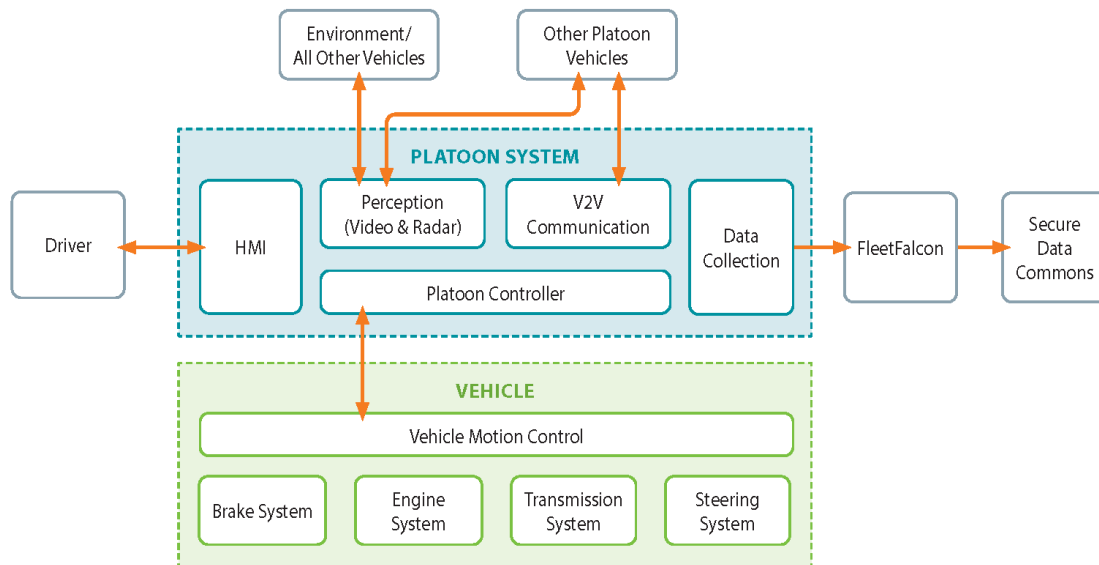 Environment/
All Other Vehicles
Other Platoon
Vehicles
PLATOON SYSTEM
Driver
HMI
Perception
(Video & Radar)
V2V
Communication
Platoon Controller
Data
Collection
FleetFalcon
Secure
Data
Commons
VEHICLE
Vehicle Motion Control
Brake System
Engine
System
Transmission
System
Steering
System